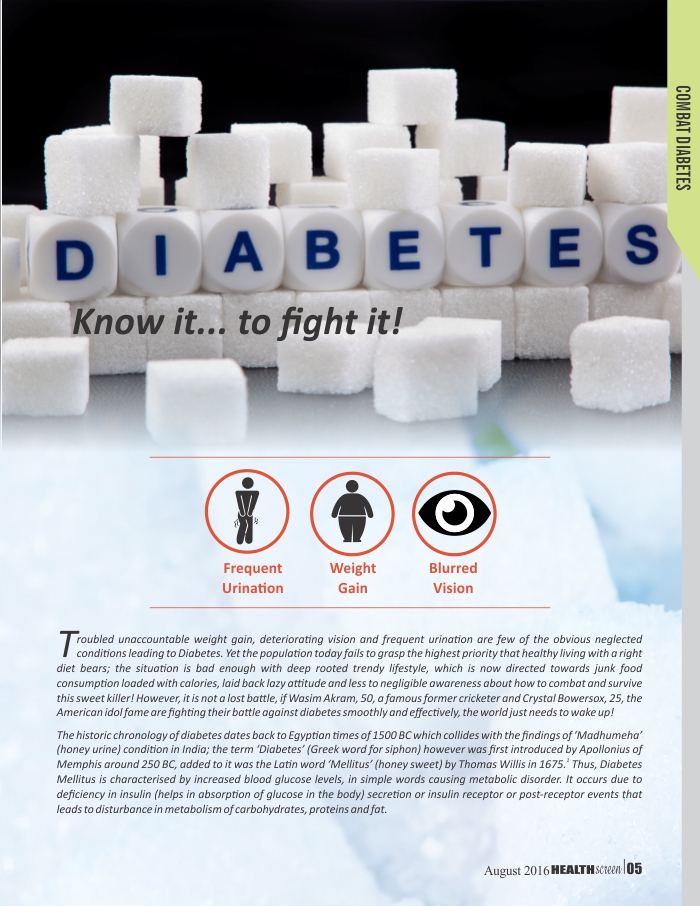 COMBAT DIABETES
DIABETES
Know it... to fight it!
Frequent
Urination
Weight
Gain
Blurred
Vision
Troubled unaccountable weight gain, deteriorating vision and frequent urination are few of the obvious neglected
conditions leading to Diabetes. Yet the population today fails to grasp the highest priority that healthy living with a right
diet bears; the situation is bad enough with deep rooted trendy lifestyle, which is now directed towards junk food
consumption loaded with calories, laid back lazy attitude and less to negligible awareness about how to combat and survive
this sweet killer! However, it is not a lost battle, if Wasim Akram, 50, a famous former cricketer and Crystal Bowersox, 25, the
American idol fame are fighting their battle against diabetes smoothly and effectively, the world just needs to wake up!
The historic chronology of diabetes dates back to Egyptian times of 1500 BC which collides with the findings of ‘Madhumeha’
(honey urine) condition in India; the term ‘Diabetes’ (Greek word for siphon) however was first introduced by Apollonius of
Memphis around 250 BC, added to it was the Latin word ‘Mellitus’ (honey sweet) by Thomas Willis in 1675.¹ Thus, Diabetes
Mellitus is characterised by increased blood glucose levels, in simple words causing metabolic disorder. It occurs due to
deficiency in insulin (helps in absorption of glucose in the body) secretion or insulin receptor or post-receptor events that
leads to disturbance in metabolism of carbohydrates, proteins and fat.
August 2016 HEALTHscreen 05